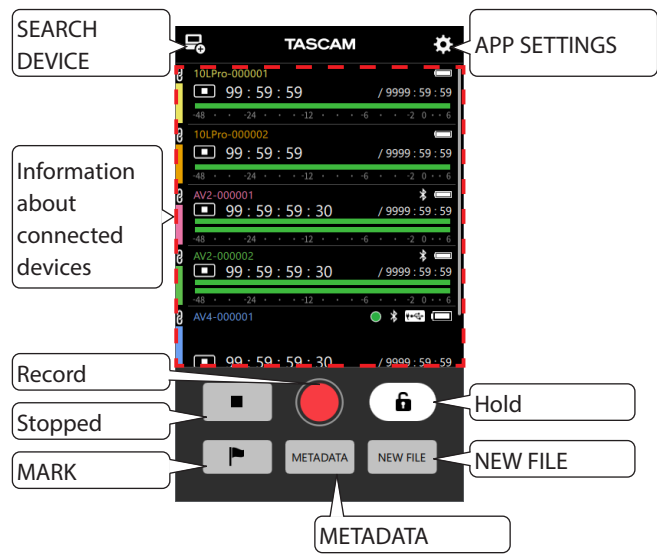 SEARCH
DEVICE
TASCAM
APP SETTINGS
10LPro-000001
99 : 59 : 59
/ 9999 : 59 : 59
-48 · · -24 · · -12 · · -6 · · -2 0 · · 6
10LPro-000002
99 : 59 : 59
/ 9999 : 59 : 59
-48 · · -24 · · -12 · · -6 · · -2 0 · · 6
Information
about
connected
devices
AV2-000001
99 : 59 : 59 : 30
/ 9999 : 59 : 59
-48 · · -24 · · -12 · · -6 · · -2 0 · · 6
AV2-000002
99 : 59 : 59 : 30
/ 9999 : 59 : 59
-48 · · -24 · · -12 · · -6 · · -2 0 · · 6
AV4-000001
99 : 59 : 59 : 30
/ 9999 : 59 : 59
Record
Stopped
Hold
MARK
METADATA
NEW FILE
NEW FILE
METADATA